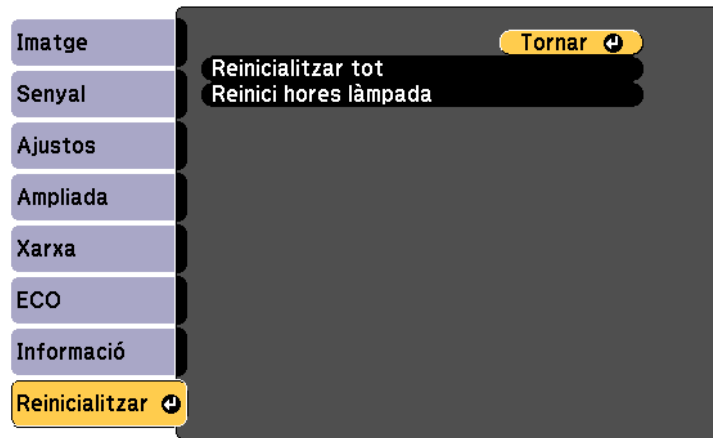 Imatge
Senyal
Ajustos
Ampliada
Xarxa
ECO
Informació
Reinicialitzar
Tornar
Reinicialitzar tot
Reinici hores làmpada